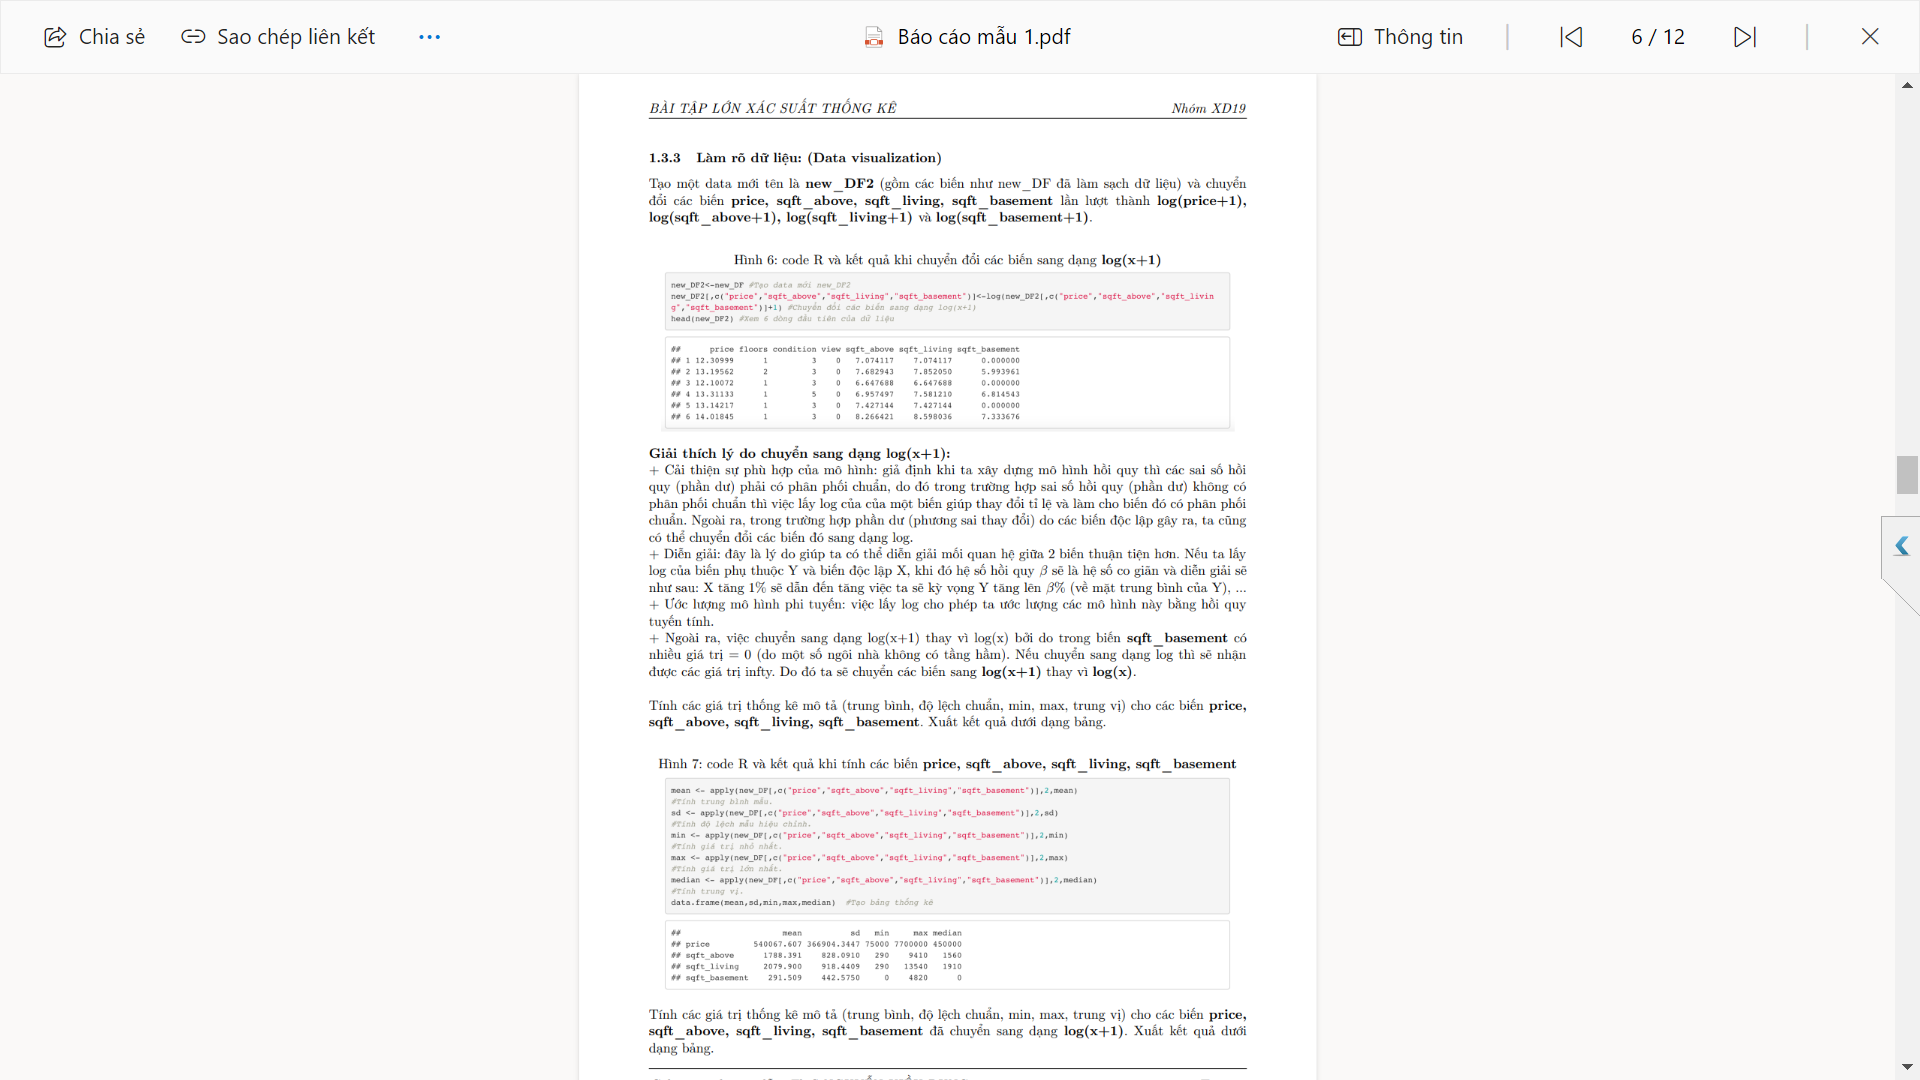 Chia sẻ
Sao chép liên kết
Báo cáo mẫu 1.pdf
Thông tin
6 / 12
BÀI TẬP LỚN XÁC SUẤT THỐNG KÊ
Nhóm XD19
1.3.3 Làm rõ dữ liệu: (Data visualization)
Tạo một data mới tên là new_DF2 (gồm các biến như new_DF đã làm sạch dữ liệu) và chuyển
đổi các biến price, sqft_above, sqft_living, sqft_basement lần lượt thành log(price+1),
log(sqft_above+1), log(sqft_living+1) và log(sqft_basement+1).
Hình 6: code R và kết quả khi chuyển đổi các biến sang dạng log(x+1)
new_DF2<-new_DF #Tạo data mới new_DF2
new_DF2[,c("price","sqft_above","sqft_living","sqft_basement")]<-log(new_DF2[,c("price","sqft_above","sqft_livin
g","sqft_basement")]+1) #Chuyển đổi các biến sang dạng log(x+1)
head(new_DF2) #Xem 6 dòng đầu tiên của dữ liệu
## price floors condition view sqft_above sqft_living sqft_basement
## 1 12.30999 1 3 0 7.074117 7.074117 0.000000
## 2 13.19562 2 3 0 7.682943 7.852050 5.993961
## 3 12.10072 1 3 0 6.647688 6.647688 0.000000
## 4 13.31133 1 5 0 6.957497 7.581210 6.814543
## 5 13.14217 1 3 0 7.427144 7.427144 0.000000
## 6 14.01845 1 3 0 8.266421 8.598036 7.333676
Giải thích lý do chuyển sang dạng log(x+1):
+ Cải thiện sự phù hợp của mô hình: giả định khi ta xây dựng mô hình hồi quy thì các sai số hồi
quy (phần dư) phải có phân phối chuẩn, do đó trong trường hợp sai số hồi quy (phần dư) không có
phân phối chuẩn thì việc lấy log của của một biến giúp thay đổi tỉ lệ và làm cho biến đó có phân phối
chuẩn. Ngoài ra, trong trường hợp phần dư (phương sai thay đổi) do các biến độc lập gây ra, ta cũng
có thể chuyển đổi các biến đó sang dạng log.
+ Diễn giải: đây là lý do giúp ta có thể diễn giải mối quan hệ giữa 2 biến thuận tiện hơn. Nếu ta lấy
log của biến phụ thuộc Y và biến độc lập X, khi đó hệ số hồi quy β sẽ là hệ số co giãn và diễn giải sẽ
như sau: X tăng 1% sẽ dẫn đến tăng việc ta sẽ kỳ vọng Y tăng lên β% (về mặt trung bình của Y), ...
+ Ước lượng mô hình phi tuyến: việc lấy log cho phép ta ước lượng các mô hình này bằng hồi quy
tuyến tính.
+ Ngoài ra, việc chuyển sang dạng log(x+1) thay vì log(x) bởi do trong biến sqft_basement có
nhiều giá trị = 0 (do một số ngôi nhà không có tầng hầm). Nếu chuyển sang dạng log thì sẽ nhận
được các giá trị infty. Do đó ta sẽ chuyển các biến sang log(x+1) thay vì log(x).
Tính các giá trị thống kê mô tả (trung bình, độ lệch chuẩn, min, max, trung vị) cho các biến price,
sqft_above, sqft_living, sqft_basement. Xuất kết quả dưới dạng bảng.
Hình 7: code R và kết quả khi tính các biến price, sqft_above, sqft_living, sqft_basement
mean <- apply(new_DF[,c("price","sqft_above","sqft_living","sqft_basement")],2,mean)
#Tính trung bình mẫu.
sd <- apply(new_DF[,c("price","sqft_above","sqft_living","sqft_basement")],2,sd)
#Tính độ lệch mẫu hiệu chỉnh.
min <- apply(new_DF[,c("price","sqft_above","sqft_living","sqft_basement")],2,min)
#Tính giá trị nhỏ nhất.
max <- apply(new_DF[,c("price","sqft_above","sqft_living","sqft_basement")],2,max)
#Tính giá trị lớn nhất.
median <- apply(new_DF[,c("price","sqft_above","sqft_living","sqft_basement")],2,median)
#Tính trung vị.
data.frame(mean,sd,min,max,median) #Tạo bảng thống kê
## mean sd min max median
## price 540067.607 366904.3447 75000 7700000 450000
## sqft_above 1788.391 828.0910 290 9410 1560
## sqft_living 2079.900 918.4409 290 13540 1910
## sqft_basement 291.509 442.5750 0 4820 0
Tính các giá trị thống kê mô tả (trung bình, độ lệch chuẩn, min, max, trung vị) cho các biến price,
sqft_above, sqft_living, sqft_basement đã chuyển sang dạng log(x+1). Xuất kết quả dưới
dạng bảng.